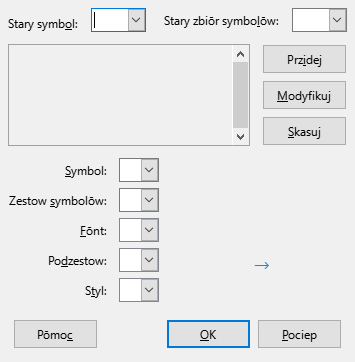 Stary symbol: Stary zbiōr symbolōw:
Przidej
Modyfikuj
Skasuj
Symbol:
Zestow symbolōw:
Fōnt:
Podzestow:
Styl:
→
Pōmoc OK Pociep